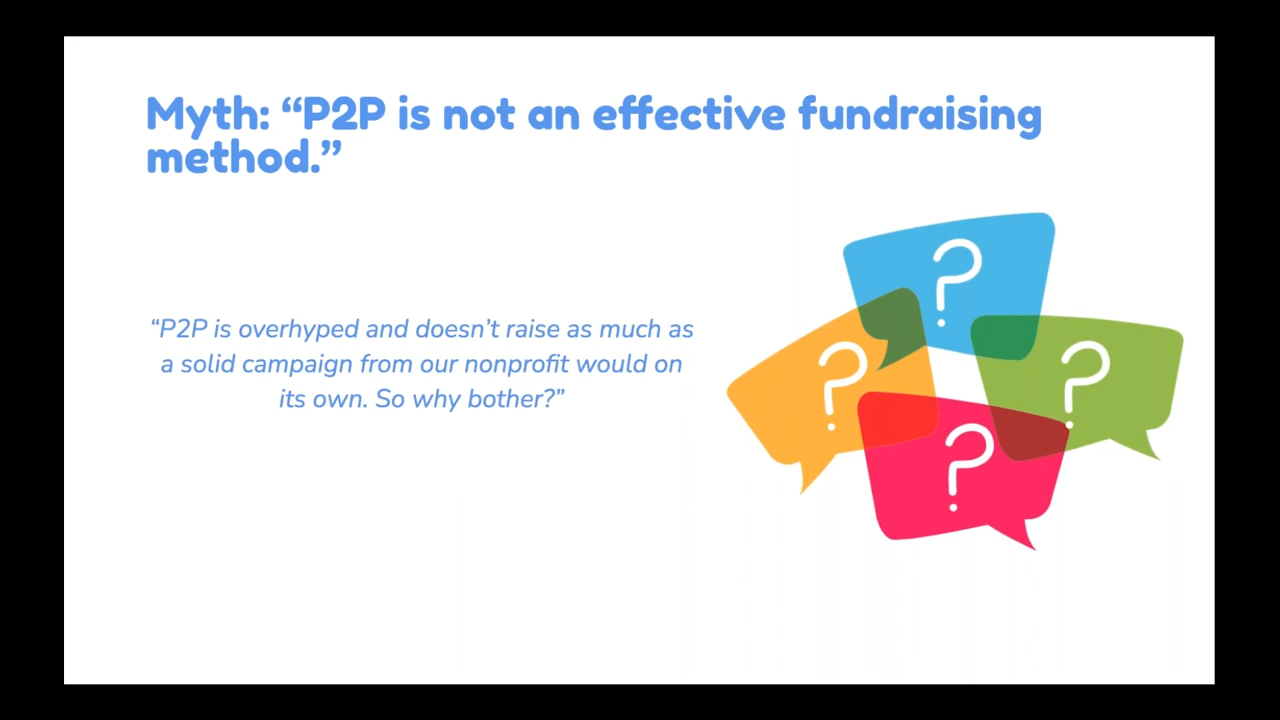 Myth: “P2P is not an effective fundraising
method.”
“P2P is overhyped and doesn’t raise as much as
a solid campaign from our nonprofit would on
its own. So why bother?”
?
?
?
?